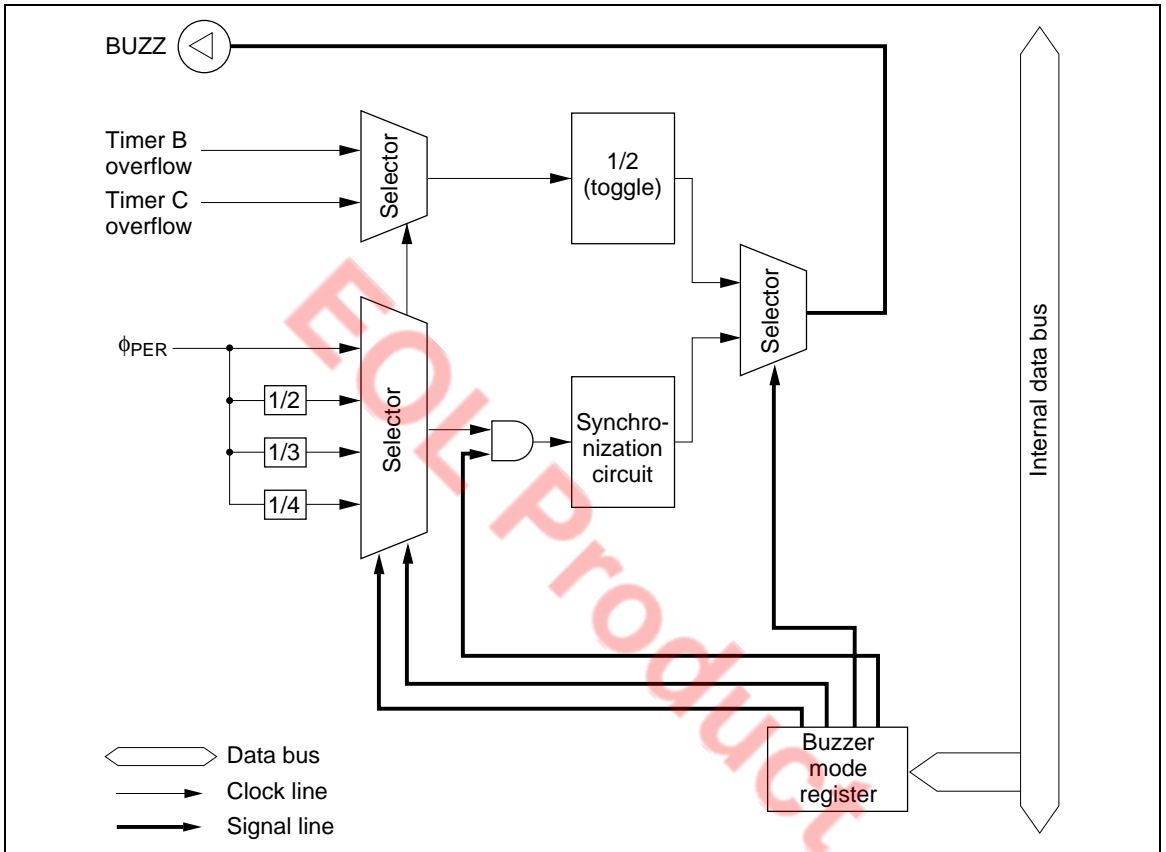 BUZZ
Timer B
overflow
Timer C
overflow
Selector
1/2
(toggle)
Selector
ϕPER
1/2
1/3
1/4
Selector
Synchro-
nization
circuit
Internal data bus
EOL Product
Buzzer
mode
register
Data bus
Clock line
Signal line